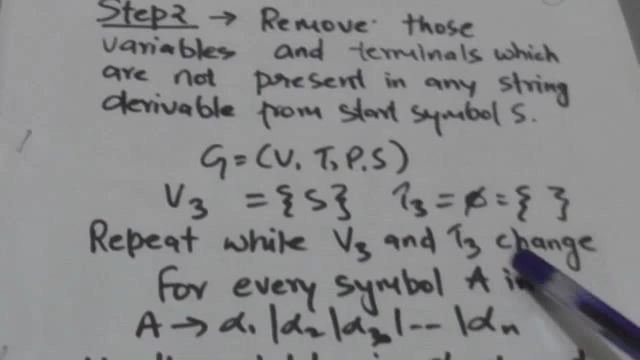 Step2 → Remove those
variables and terminals which
are not present in any string
derivable from start symbol S.
G=(V, T, P, S)
V₃ = {S} T₃ = ϕ = { }
Repeat while V₃ and T₃ change
for every symbol A in
A → α₁ |α₂ |α₃ |-- |αₙ